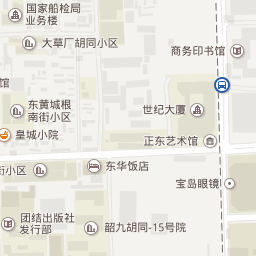 国家船检局
业务楼
大草厂胡同小区
商务印书馆
馆
东黄城根
南街小区
世纪大厦
皇城小院
正东艺术馆
街小区
东华饭店
宝岛眼镜
团结出版社
发行部
韶九胡同-15号院